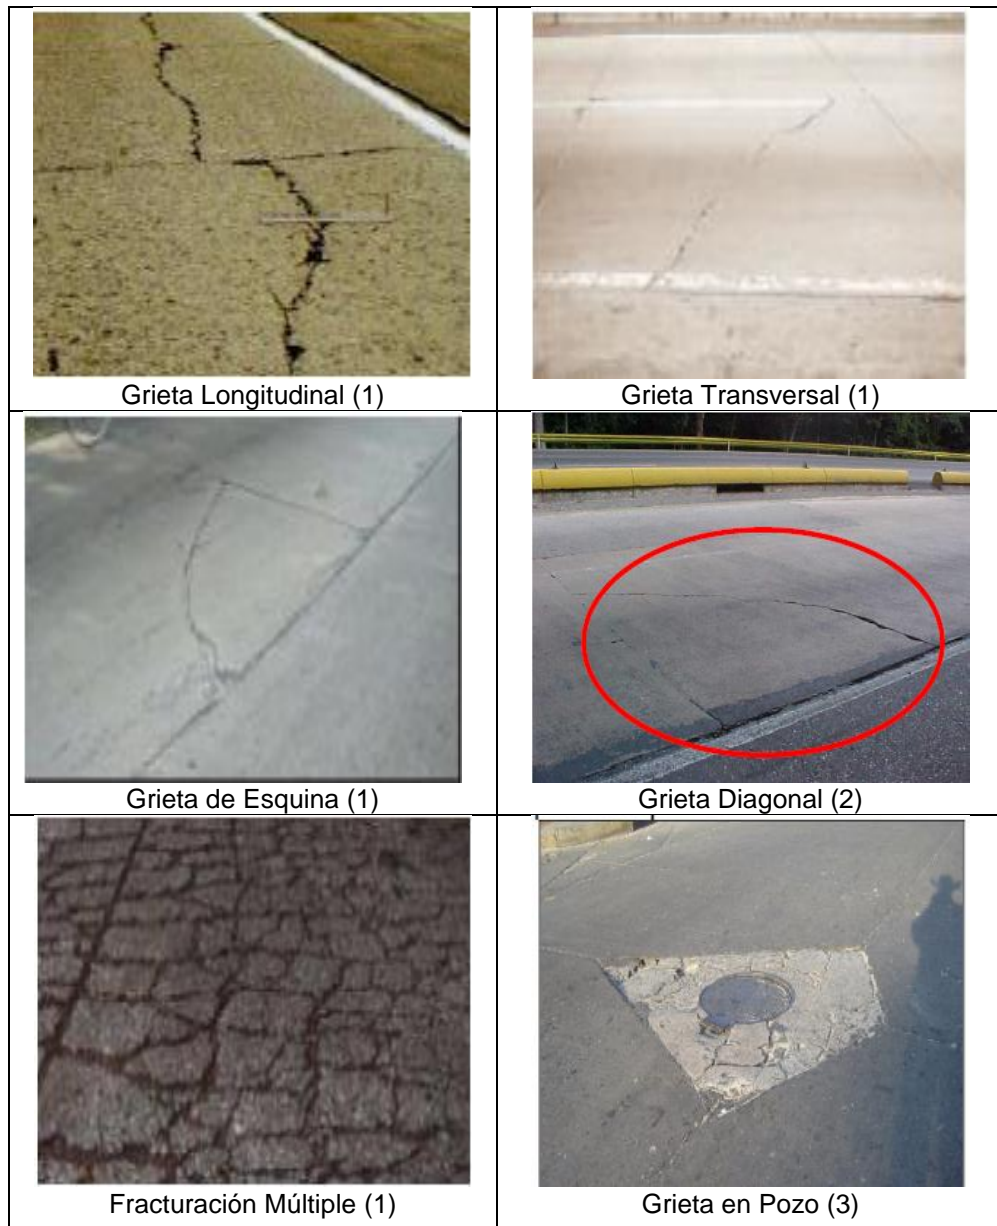 Grieta Longitudinal (1)
Grieta Transversal (1)
Grieta de Esquina (1)
Grieta Diagonal (2)
Fracturación Múltiple (1)
Grieta en Pozo (3)